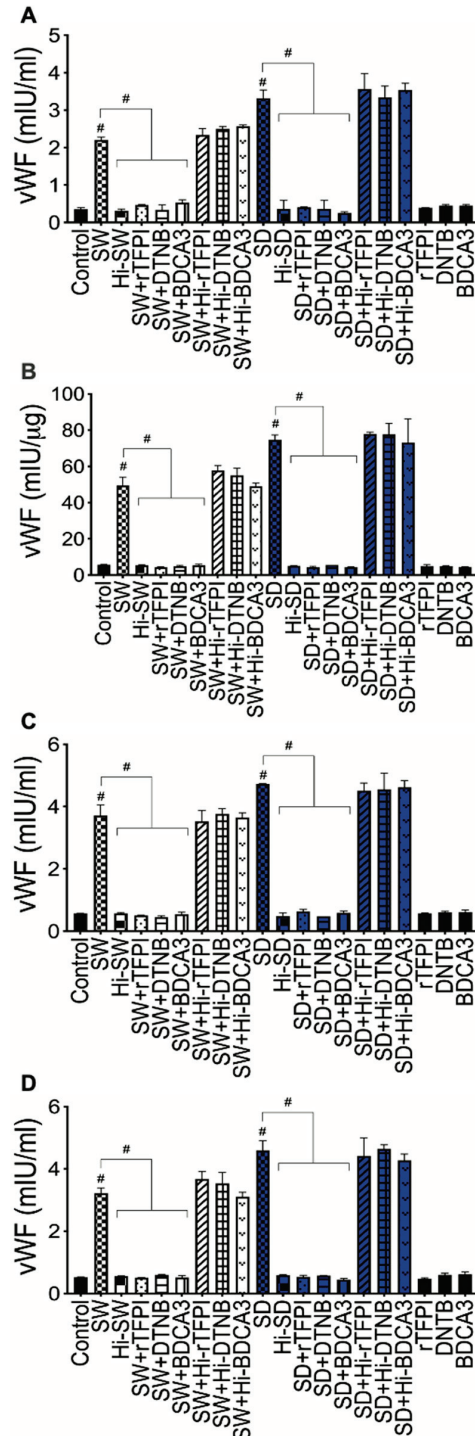 A
6
4
2
0
vWF (mIU/ml)
#
#
#
#
Control
SW
Hi-SW
SW+rTFPI
SW+DTNB
SW+BDCA3
SW+Hi-rTFPI
SW+Hi-DTNB
SW+Hi-BDCA3
SD
Hi-SD
SD+rTFPI
SD+DTNB
SD+BDCA3
SD+Hi-rTFPI
SD+Hi-DTNB
SD+Hi-BDCA3
rTFPI
DNTB
BDCA3
B
100
80
60
40
20
0
vWF (mIU/µg)
#
#
#
#
Control
SW
Hi-SW
SW+rTFPI
SW+DTNB
SW+BDCA3
SW+Hi-rTFPI
SW+Hi-DTNB
SW+Hi-BDCA3
SD
Hi-SD
SD+rTFPI
SD+DTNB
SD+BDCA3
SD+Hi-rTFPI
SD+Hi-DTNB
SD+Hi-BDCA3
rTFPI
DNTB
BDCA3
C
6
4
2
0
vWF (mIU/ml)
#
#
#
#
Control
SW
Hi-SW
SW+rTFPI
SW+DTNB
SW+BDCA3
SW+Hi-rTFPI
SW+Hi-DTNB
SW+Hi-BDCA3
SD
Hi-SD
SD+rTFPI
SD+DTNB
SD+BDCA3
SD+Hi-rTFPI
SD+Hi-DTNB
SD+Hi-BDCA3
rTFPI
DNTB
BDCA3
D
6
4
2
0
vWF (mIU/ml)
#
#
#
#
Control
SW
Hi-SW
SW+rTFPI
SW+DTNB
SW+BDCA3
SW+Hi-rTFPI
SW+Hi-DTNB
SW+Hi-BDCA3
SD
Hi-SD
SD+rTFPI
SD+DTNB
SD+BDCA3
SD+Hi-rTFPI
SD+Hi-DTNB
SD+Hi-BDCA3
rTFPI
DNTB
BDCA3